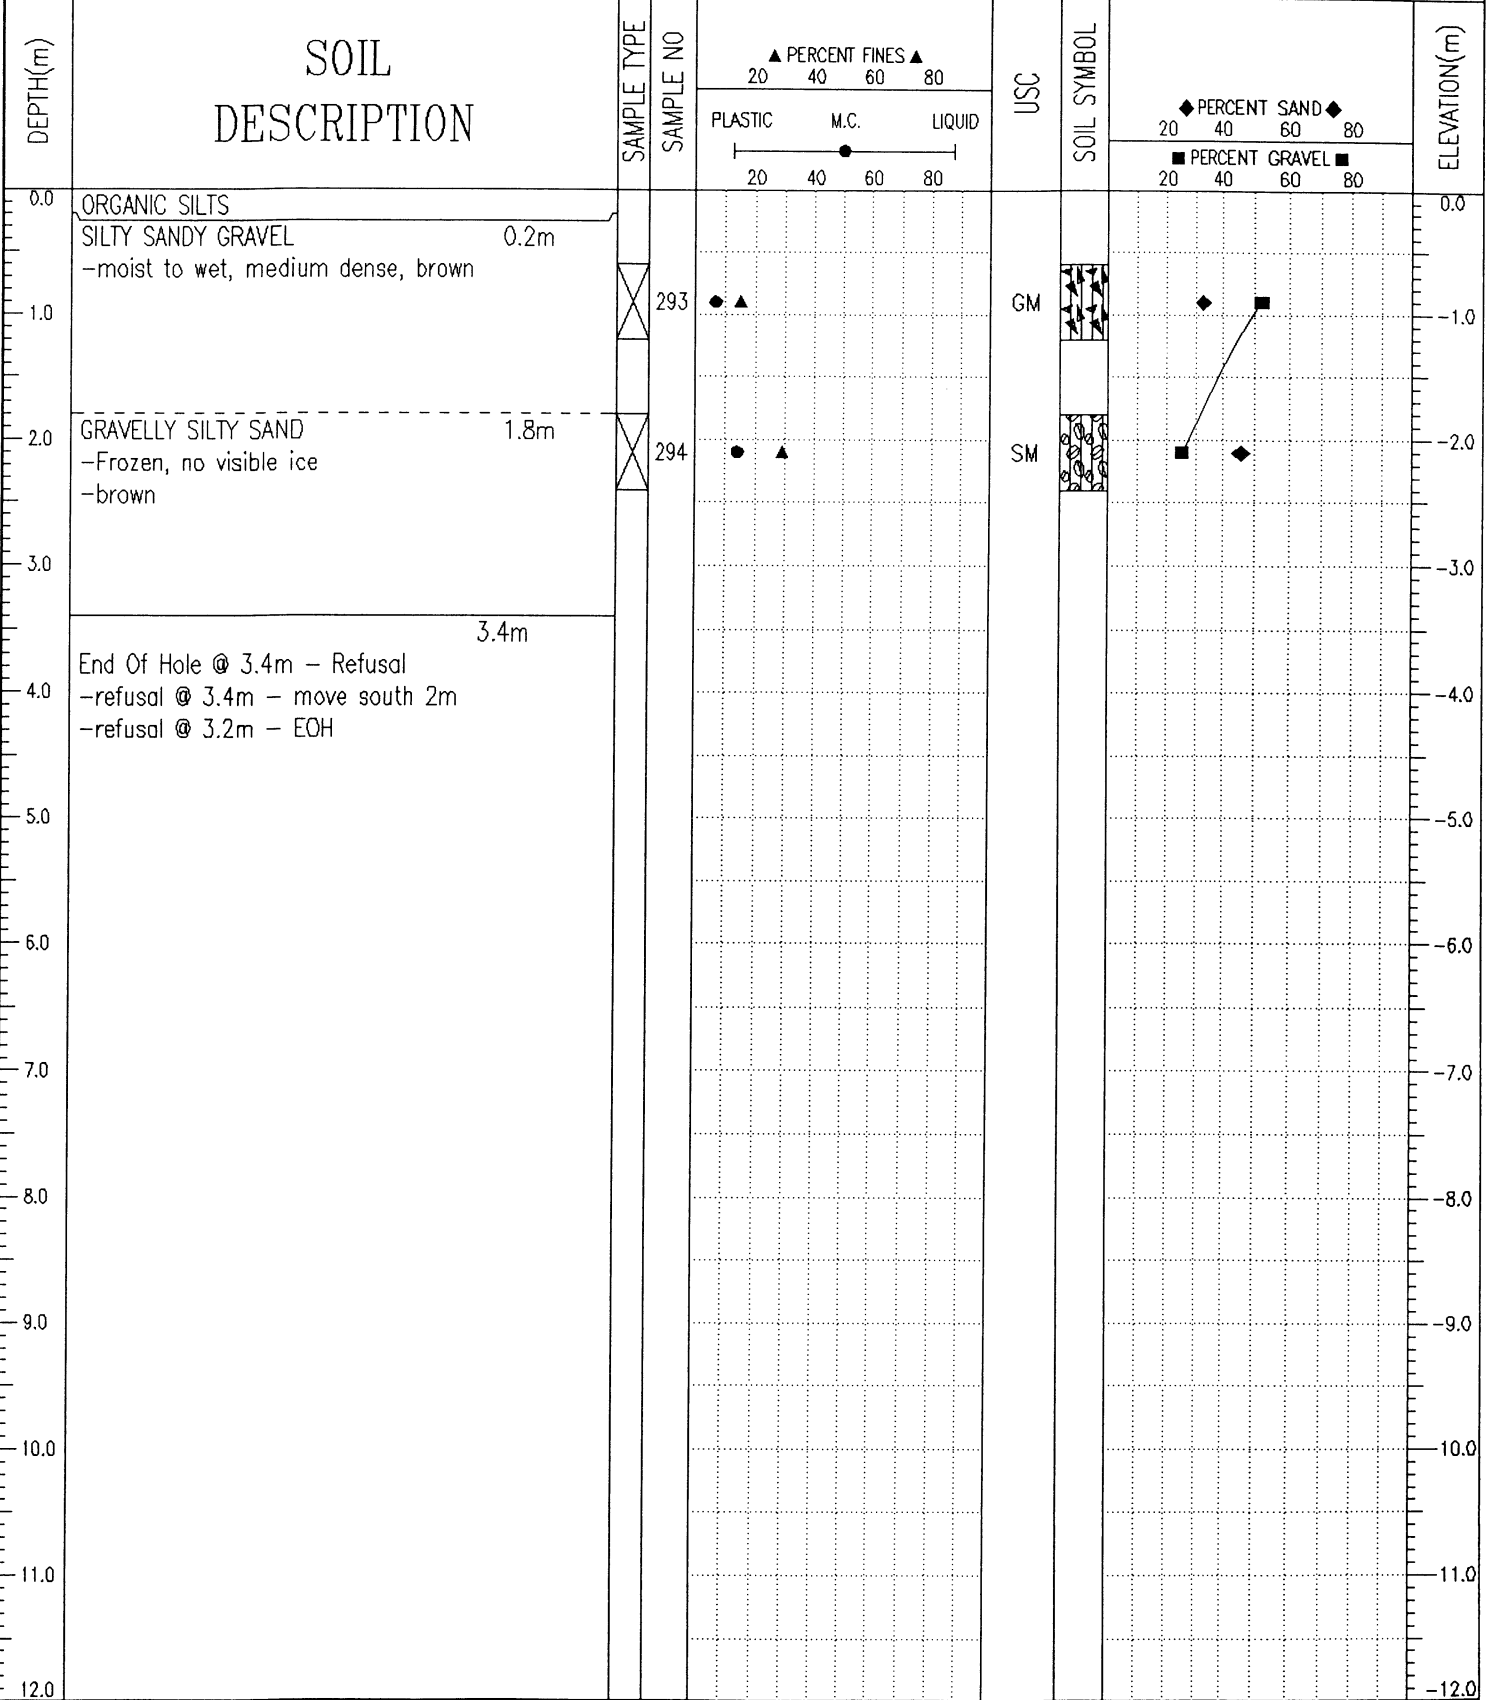 DEPTH(m)
SOIL
DESCRIPTION
SAMPLE TYPE
SAMPLE NO
▲ PERCENT FINES ▲
20 40 60 80
PLASTIC M.C. LIQUID
20 40 60 80
USC
SOIL SYMBOL
◆ PERCENT SAND ◆
20 40 60 80
■ PERCENT GRAVEL ■
20 40 60 80
ELEVATION(m)
0.0
ORGANIC SILTS
0.0
SILTY SANDY GRAVEL 0.2m
-moist to wet, medium dense, brown
293
GM
1.0
-1.0
GRAVELLY SILTY SAND 1.8m
2.0
-2.0
294
SM
-Frozen, no visible ice
-brown
3.0
-3.0
3.4m
End Of Hole @ 3.4m - Refusal
4.0
-refusal @ 3.4m - move south 2m
-4.0
-refusal @ 3.2m - EOH
5.0
-5.0
6.0
-6.0
7.0
-7.0
8.0
-8.0
9.0
-9.0
10.0
-10.0
11.0
-11.0
12.0
-12.0